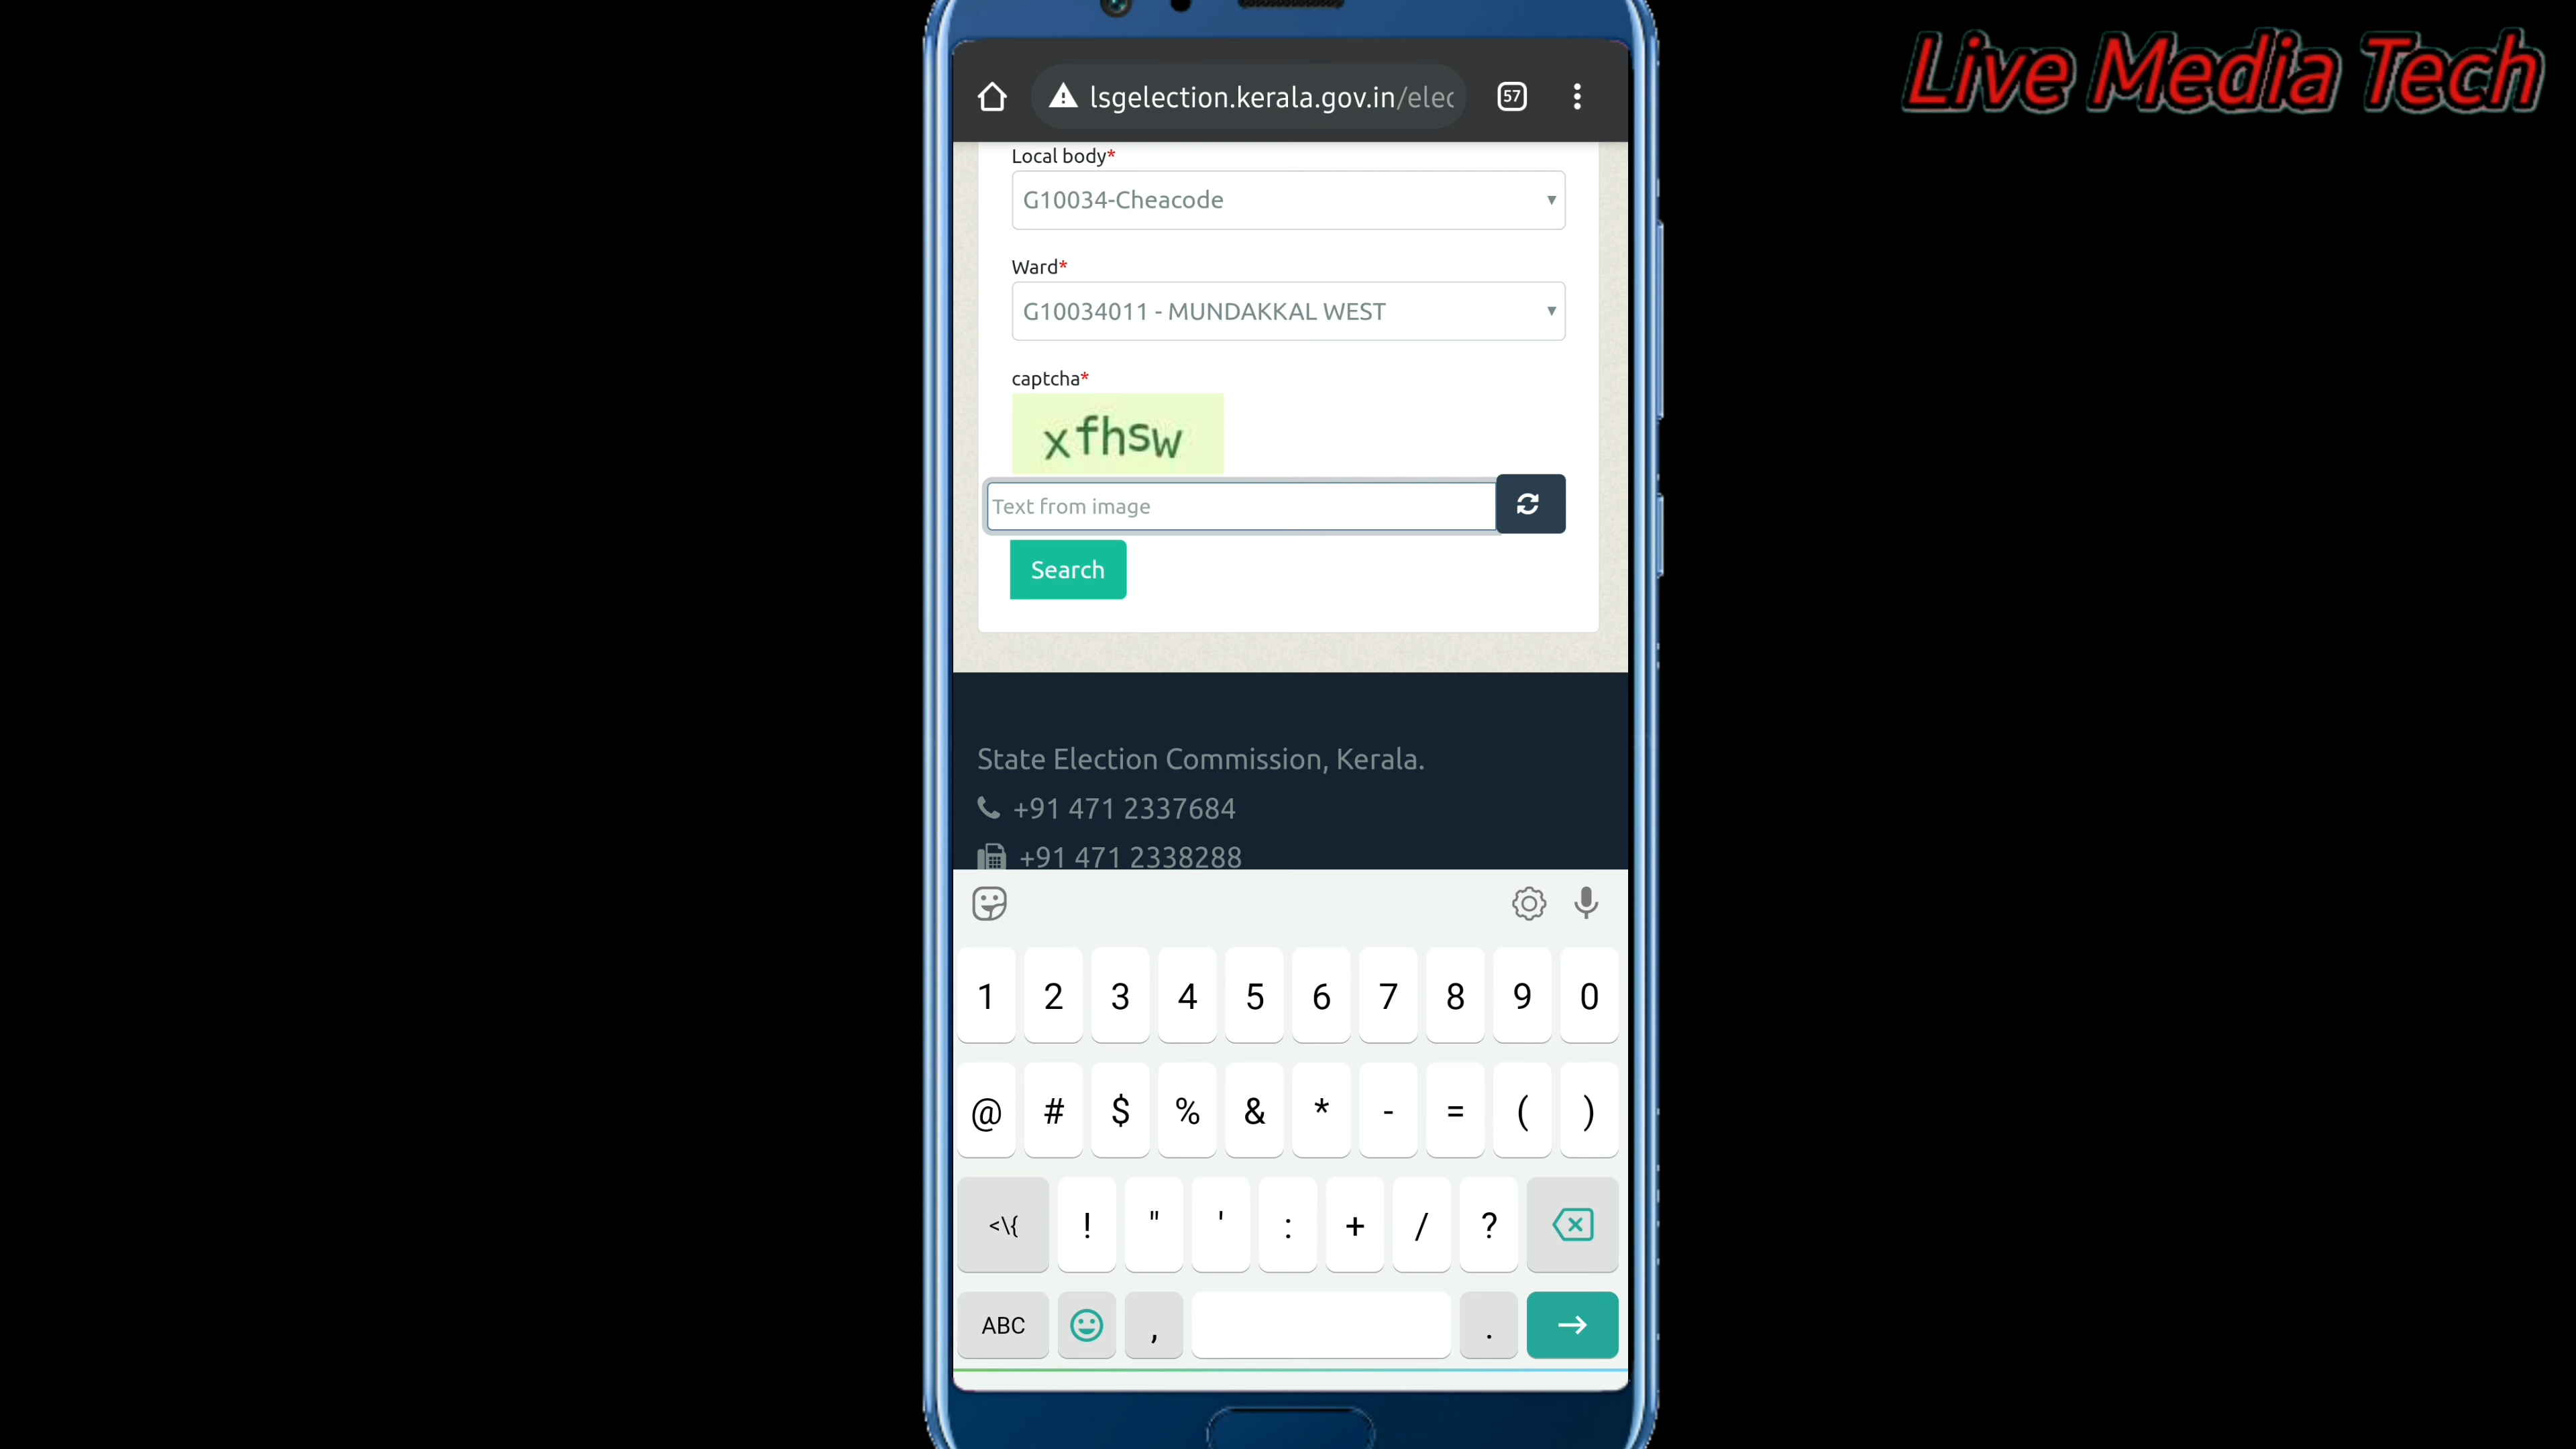 Live Media Tech
lsgelection.kerala.gov.in/elec
57
Local body*
G10034-Cheacode
Ward*
G10034011 - MUNDAKKAL WEST
captcha*
xfhsw
Text from image
Search
State Election Commission, Kerala.
+91 471 2337684
+91 471 2338288
1 2 3 4 5 6 7 8 9 0
@ # $ % & * - = ( )
<\{ ! " ' : + / ?
ABC , .